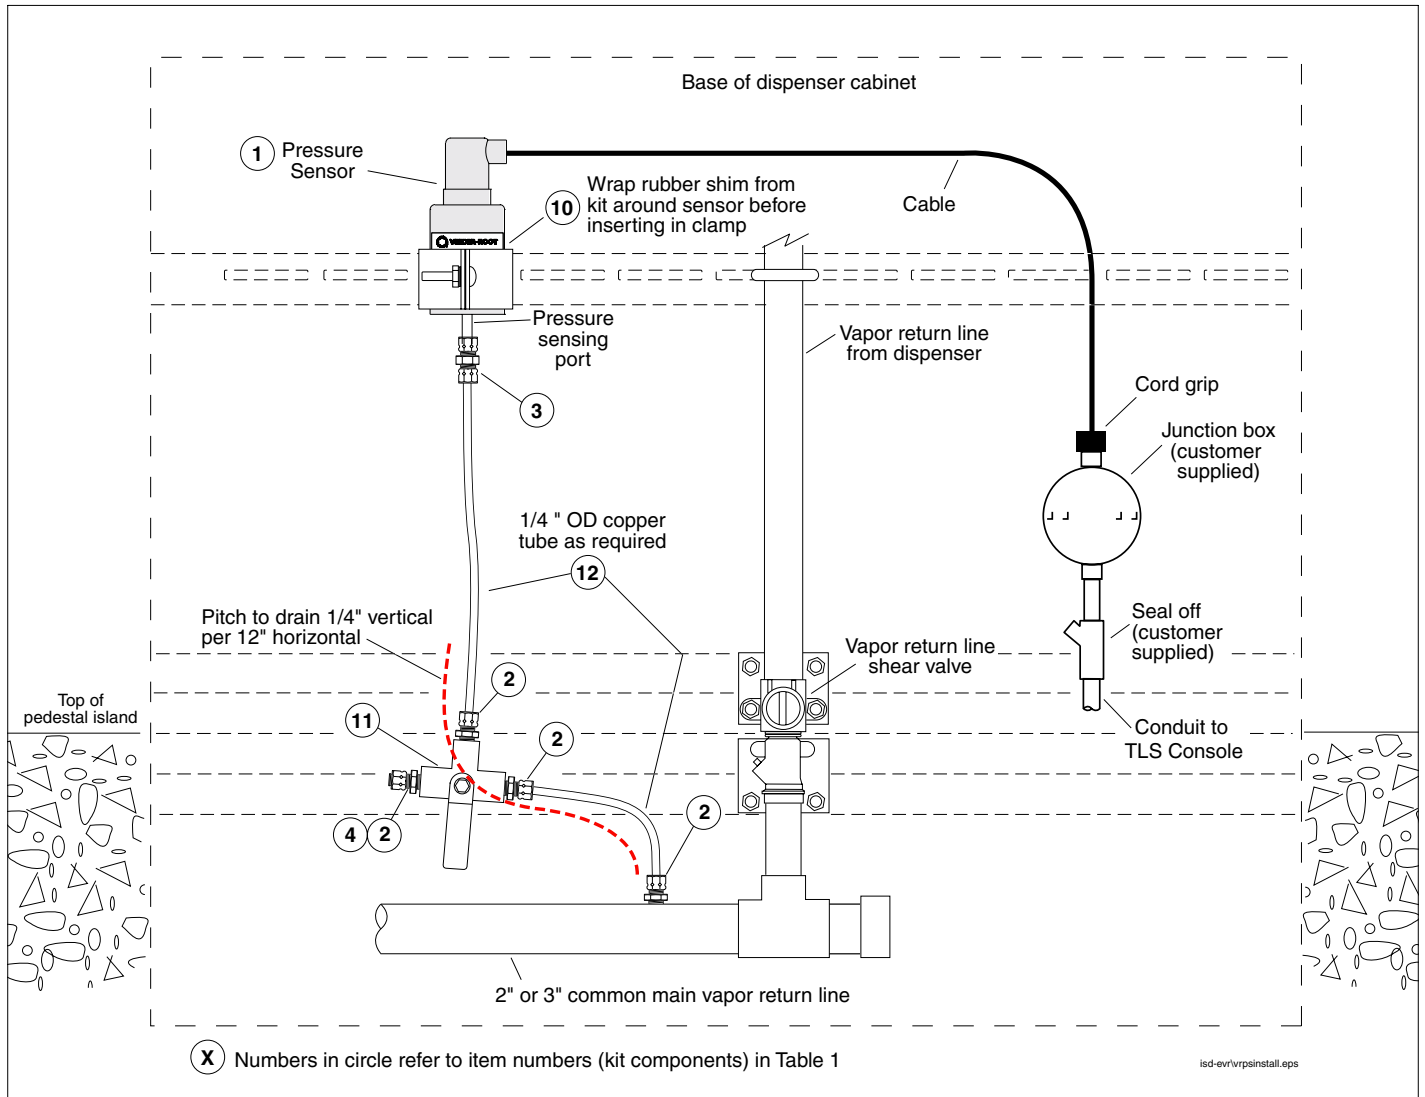 Base of dispenser cabinet
1 Pressure
Sensor
10 Wrap rubber shim from
kit around sensor before
inserting in clamp
Cable
VEEDER-ROOT
Pressure
sensing
port
Vapor return line
from dispenser
3
Cord grip
Junction box
(customer
supplied)
1/4 " OD copper
tube as required
12
Pitch to drain 1/4" vertical
per 12" horizontal
Seal off
(customer
supplied)
Vapor return line
shear valve
2
Top of
pedestal island
11
2
Conduit to
TLS Console
4 2
2
2" or 3" common main vapor return line
X Numbers in circle refer to item numbers (kit components) in Table 1
isd-evr\vrpsinstall.eps